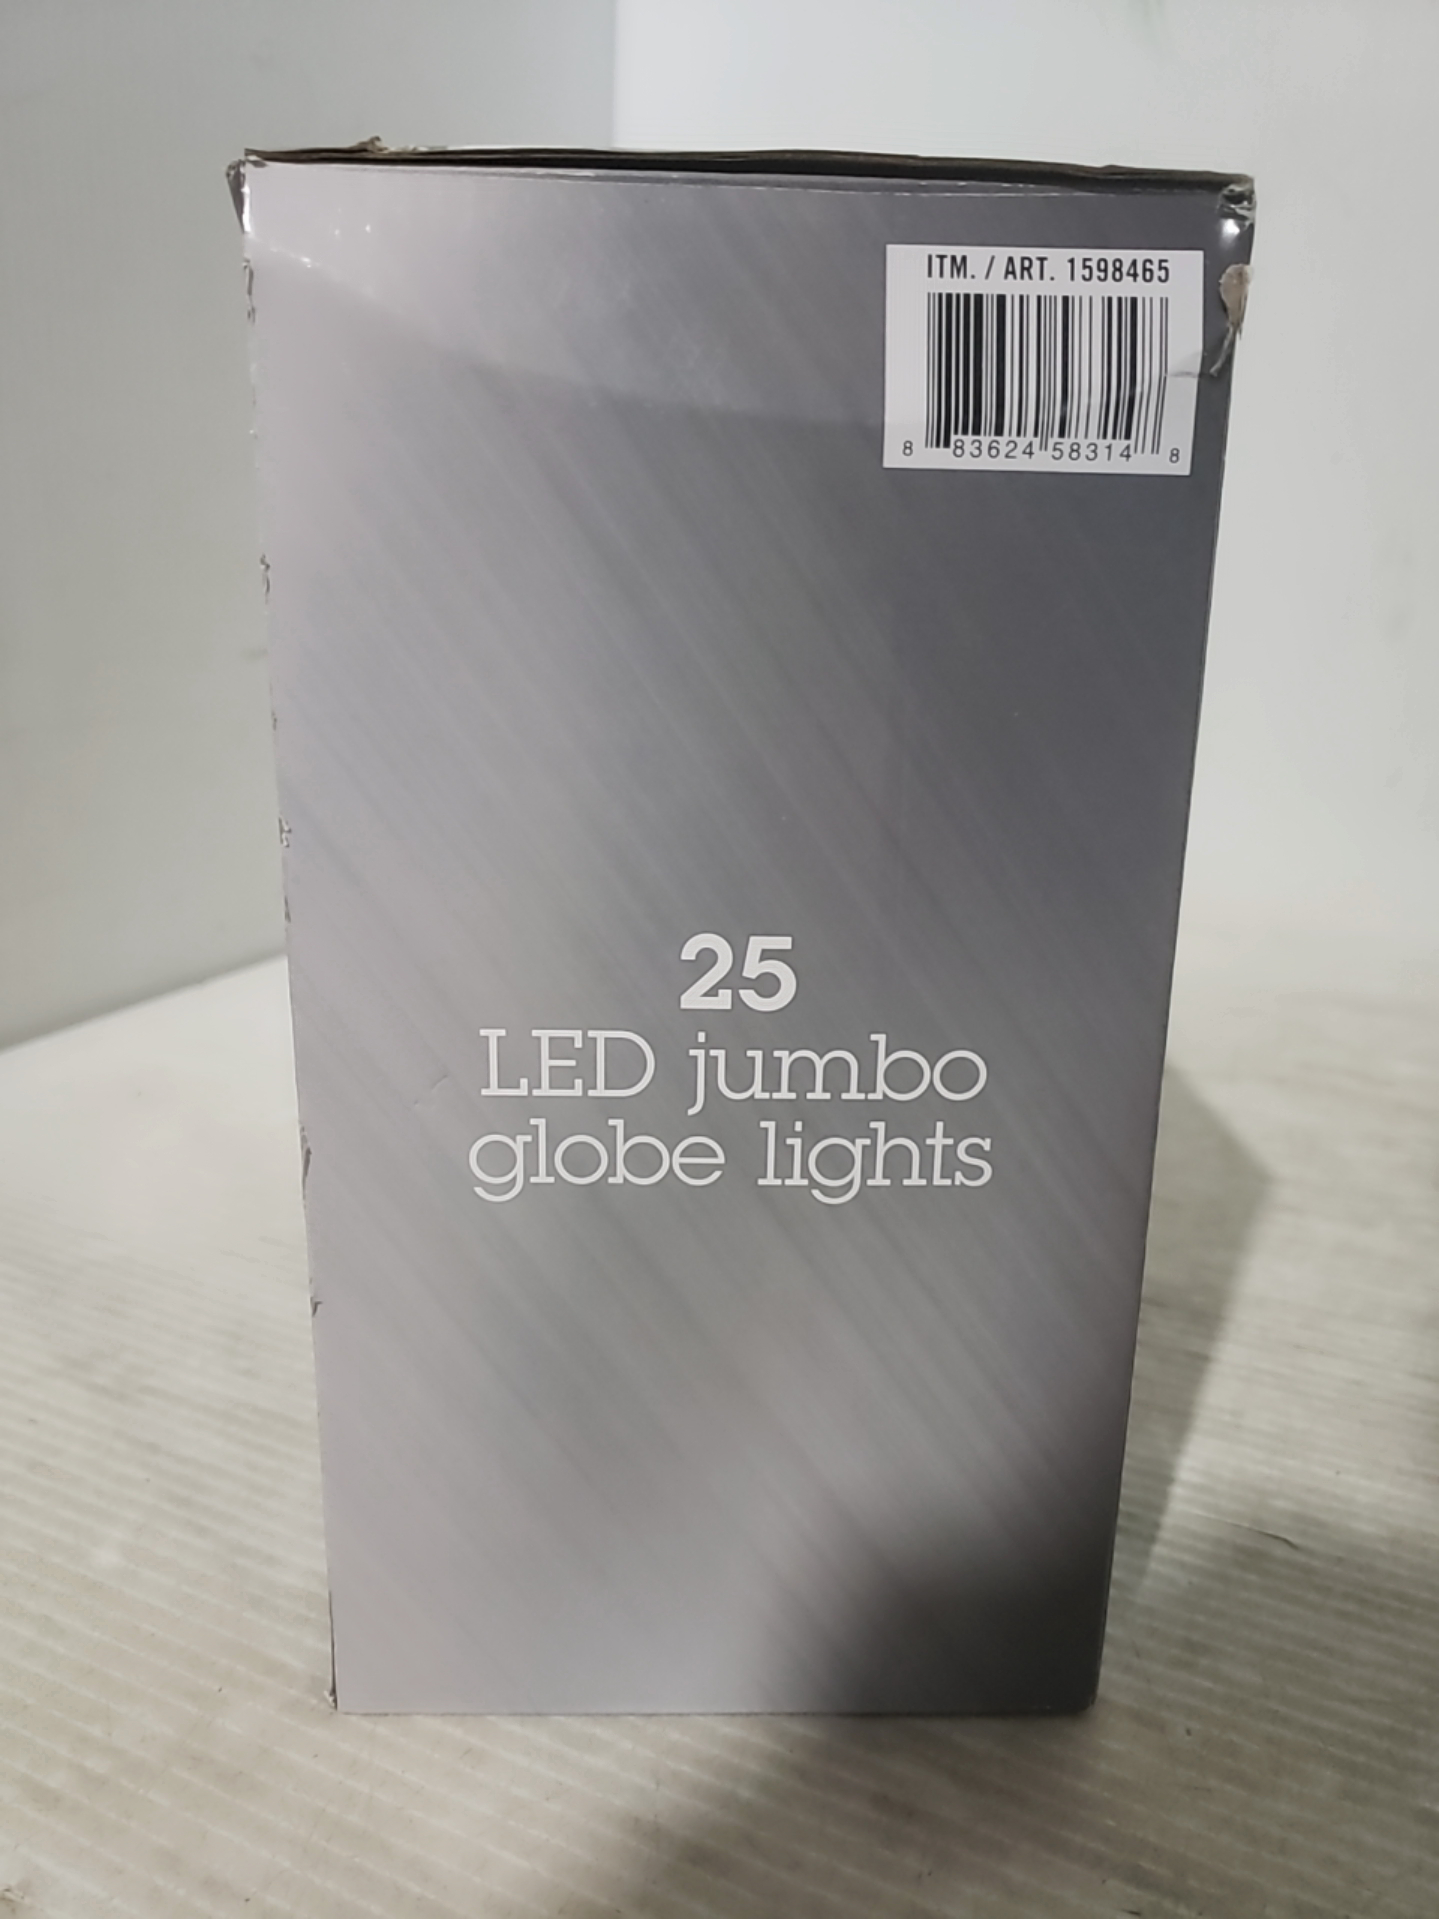 ITM. / ART. 1598465
8 83624 58314 8
25
LED jumbo
globe lights